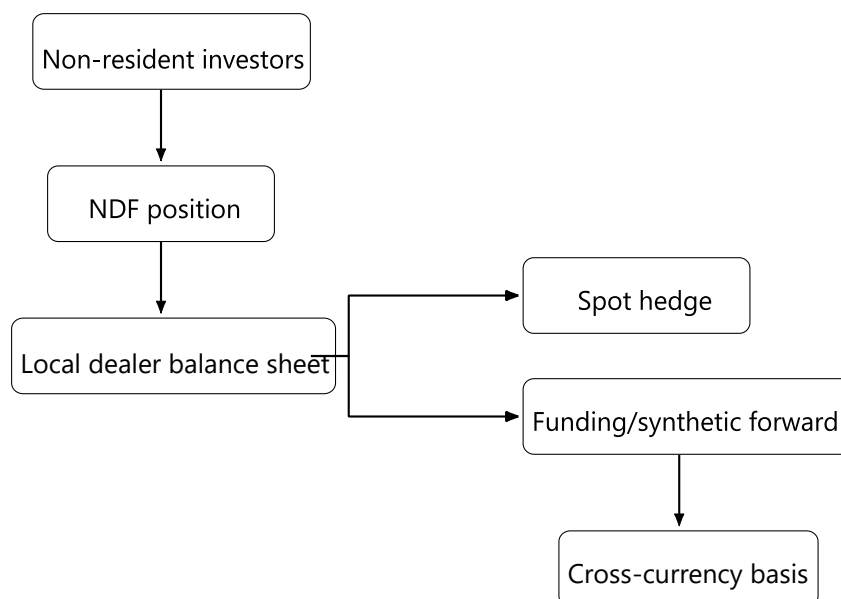 Non-resident investors
NDF position
Local dealer balance sheet
Spot hedge
Funding/synthetic forward
Cross-currency basis